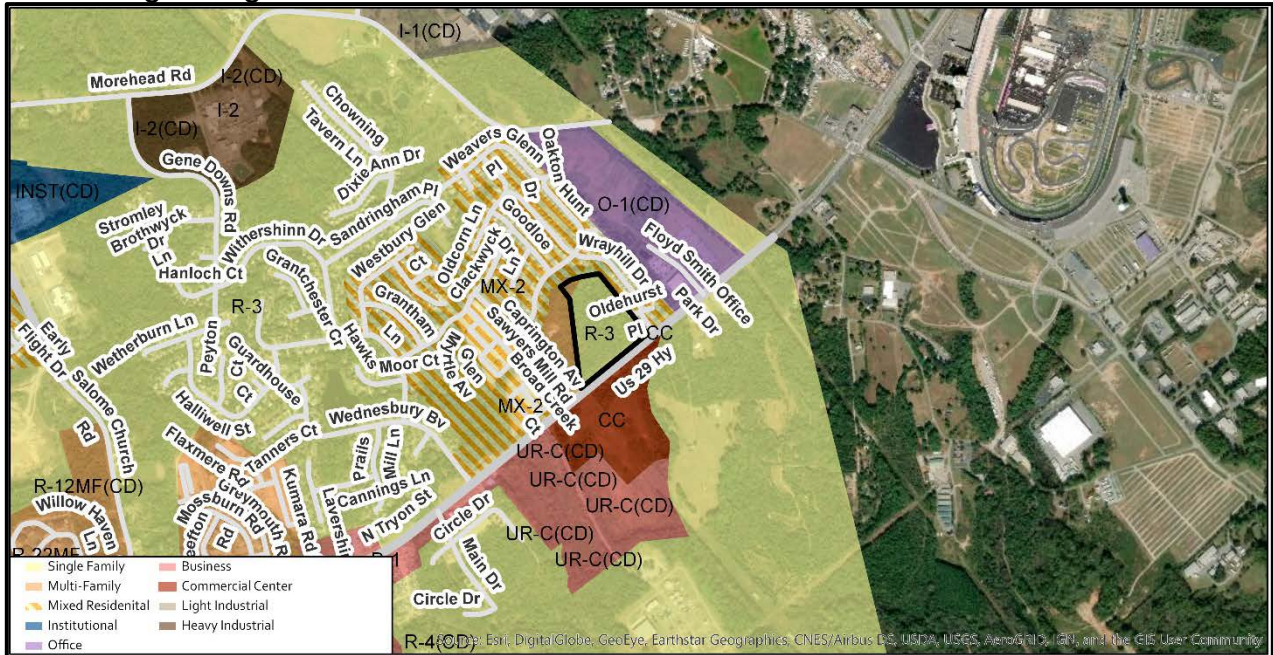 I-1(CD)
Morehead Rd
I-2(CD)
I-2
I-2(CD)
Chowning
Tavern Ln
Dixie Ann Dr
Weavers Glenn
Pl
Dr
Oakton Hunt
INST(CD)
Gene Downs Rd
Sandringham Pl
Goodloe
O-1(CD)
Stromley
Brothwyck
Dr
Ln
Withershinn Dr
Westbury Glen
Ct
Oldcorn Ln
Clackwyck
Dr
Ln
Wrayhill Dr
Floyd Smith Office
Park Dr
Hanloch Ct
Grantchester Cr
MX-2
Oldehurst
Pl
R-3
R-3
CC
Grantham
Ln
Caprington Av
Sawyers Mill Rd
Broad Creek
Ct
Us 29 Hy
Early
Flight Dr
Wetherburn Ln
Peyton
Ct
Guardhouse
Ct
Hawks
Moor Ct
Myrtle Av
Glen
Salome Church
Rd
Halliwell St
Wednesbury Bv
MX-2
CC
Flaxmere Rd
Tanners Ct
Prails
Mill Ln
UR-C(CD)
UR-C(CD)
UR-C(CD)
R-12MF(CD)
Greymouth R
Kumara Rd
Cannings Ln
Willow Haven
Ln
Mossburn Rd
Rd
Lavershi
N Tryon St
Circle Dr
UR-C(CD)
UR-C(CD)
R-22MF
Main Dr
Circle Dr
R-4(CD)
Single Family
Business
Multi-Family
Commercial Center
Mixed Residenital
Light Industrial
Institutional
Heavy Industrial
Office
Source: Esri, DigitalGlobe, GeoEye, Earthstar Geographics, CNES/Airbus DS, USDA, USGS, AeroGRID, IGN, and the GIS User Community